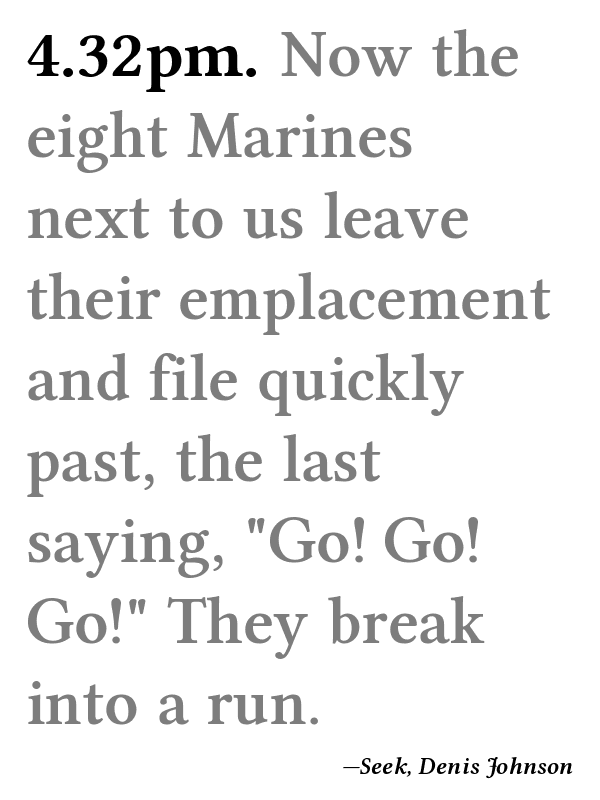 4.32pm. Now the
eight Marines
next to us leave
their emplacement
and file quickly
past, the last
saying, "Go! Go!
Go!" They break
into a run.
—Seek, Denis Johnson